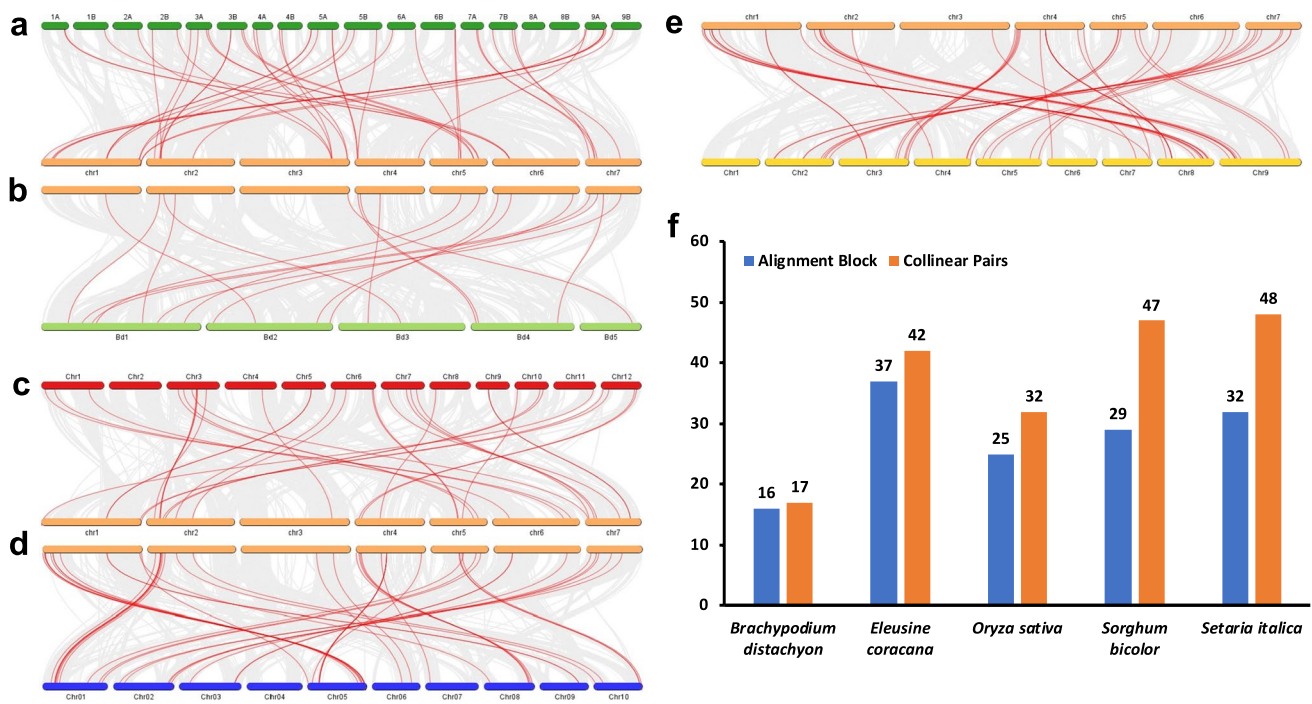 a
1A 1B 2A 2B 3A 3B 4A 4B 5A 5B 6A 6B 7A 7B 8A 8B 9A 9B
chr1 chr2 chr3 chr4 chr5 chr6 chr7
b
Bd1 Bd2 Bd3 Bd4 Bd5
c
Chr1 Chr2 Chr3 Chr4 Chr5 Chr6 Chr7 Chr8 Chr9 Chr10 Chr11 Chr12
chr1 chr2 chr3 chr4 chr5 chr6 chr7
d
Chr01 Chr02 Chr03 Chr04 Chr05 Chr06 Chr07 Chr08 Chr09 Chr10
e
chr1 chr2 chr3 chr4 chr5 chr6 chr7
Chr1 Chr2 Chr3 Chr4 Chr5 Chr6 Chr7 Chr8 Chr9
f
60
50
40
30
20
10
0
Alignment Block Collinear Pairs
16 17 37 42 25 32 29 47 32 48
Brachypodium distachyon
Eleusine coracana
Oryza sativa
Sorghum bicolor
Setaria italica